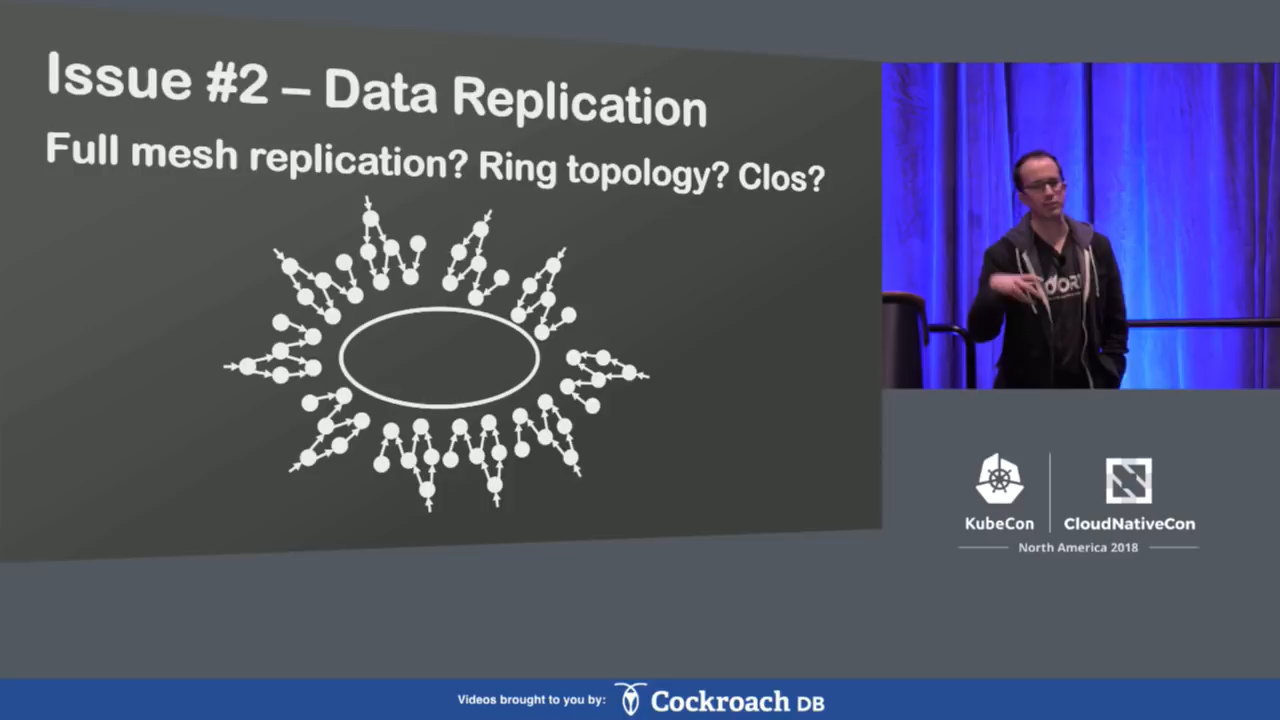 Issue #2 – Data Replication
Full mesh replication? Ring topology? Clos?
KubeCon
CloudNativeCon
North America 2018
Videos brought to you by: Cockroach DB